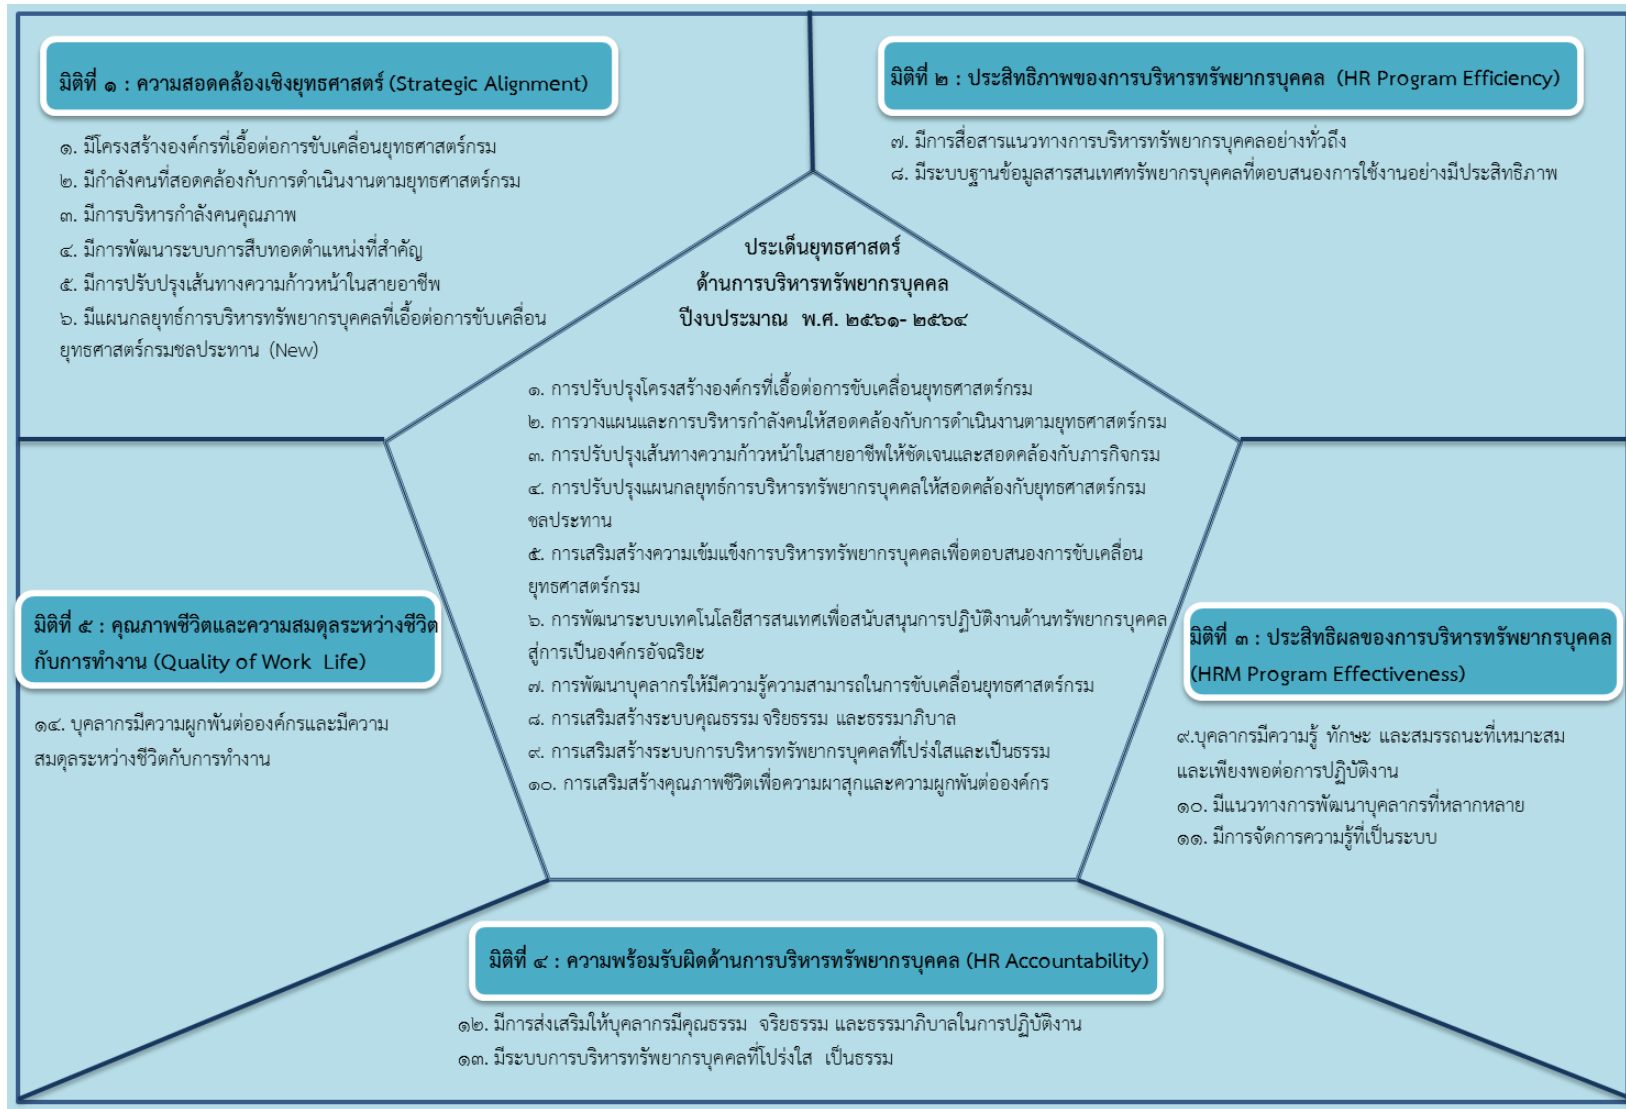 มิติที่ ๑ : ความสอดคล้องเชิงยุทธศาสตร์ (Strategic Alignment)
๑. มีโครงสร้างองค์กรที่เอื้อต่อการขับเคลื่อนยุทธศาสตร์กรม
๒. มีกำลังคนที่สอดคล้องกับการดำเนินงานตามยุทธศาสตร์กรม
๓. มีการบริหารกำลังคนคุณภาพ
๔. มีการพัฒนาระบบการสืบทอดตำแหน่งที่สำคัญ
๕. มีการปรับปรุงเส้นทางความก้าวหน้าในสายอาชีพ
๖. มีแผนกลยุทธ์การบริหารทรัพยากรบุคคลที่เอื้อต่อการขับเคลื่อน
ยุทธศาสตร์กรมชลประทาน (New)
มิติที่ ๒ : ประสิทธิภาพของการบริหารทรัพยากรบุคคล (HR Program Efficiency)
๗. มีการสื่อสารแนวทางการบริหารทรัพยากรบุคคลอย่างทั่วถึง
๘. มีระบบฐานข้อมูลสารสนเทศทรัพยากรบุคคลที่ตอบสนองการใช้งานอย่างมีประสิทธิภาพ
ประเด็นยุทธศาสตร์
ด้านการบริหารทรัพยากรบุคคล
ปีงบประมาณ พ.ศ. ๒๕๖๑- ๒๕๖๔
๑. การปรับปรุงโครงสร้างองค์กรที่เอื้อต่อการขับเคลื่อนยุทธศาสตร์กรม
๒. การวางแผนและการบริหารกำลังคนให้สอดคล้องกับการดำเนินงานตามยุทธศาสตร์กรม
๓. การปรับปรุงเส้นทางความก้าวหน้าในสายอาชีพให้ชัดเจนและสอดคล้องกับภารกิจกรม
๔. การปรับปรุงแผนกลยุทธ์การบริหารทรัพยากรบุคคลให้สอดคล้องกับยุทธศาสตร์กรม
ชลประทาน
๕. การเสริมสร้างความเข้มแข็งการบริหารทรัพยากรบุคคลเพื่อตอบสนองการขับเคลื่อน
ยุทธศาสตร์กรม
๖. การพัฒนาระบบเทคโนโลยีสารสนเทศเพื่อสนับสนุนการปฏิบัติงานด้านทรัพยากรบุคคล
สู่การเป็นองค์กรอัจฉริยะ
๗. การพัฒนาบุคลากรให้มีความรู้ความสามารถในการขับเคลื่อนยุทธศาสตร์กรม
๘. การเสริมสร้างระบบคุณธรรม จริยธรรม และธรรมาภิบาล
๙. การเสริมสร้างระบบการบริหารทรัพยากรบุคคลที่โปร่งใสและเป็นธรรม
๑๐. การเสริมสร้างคุณภาพชีวิตเพื่อความผาสุกและความผูกพันต่อองค์กร
มิติที่ ๕ : คุณภาพชีวิตและความสมดุลระหว่างชีวิต
กับการทำงาน (Quality of Work Life)
๑๔. บุคลากรมีความผูกพันต่อองค์กรและมีความ
สมดุลระหว่างชีวิตกับการทำงาน
มิติที่ ๓ : ประสิทธิผลของการบริหารทรัพยากรบุคคล
(HRM Program Effectiveness)
๙.บุคลากรมีความรู้ ทักษะ และสมรรถนะที่เหมาะสม
และเพียงพอต่อการปฏิบัติงาน
๑๐. มีแนวทางการพัฒนาบุคลากรที่หลากหลาย
๑๑. มีการจัดการความรู้ที่เป็นระบบ
มิติที่ ๔ : ความพร้อมรับผิดด้านการบริหารทรัพยากรบุคคล (HR Accountability)
๑๒. มีการส่งเสริมให้บุคลากรมีคุณธรรม จริยธรรม และธรรมาภิบาลในการปฏิบัติงาน
๑๓. มีระบบการบริหารทรัพยากรบุคคลที่โปร่งใส เป็นธรรม